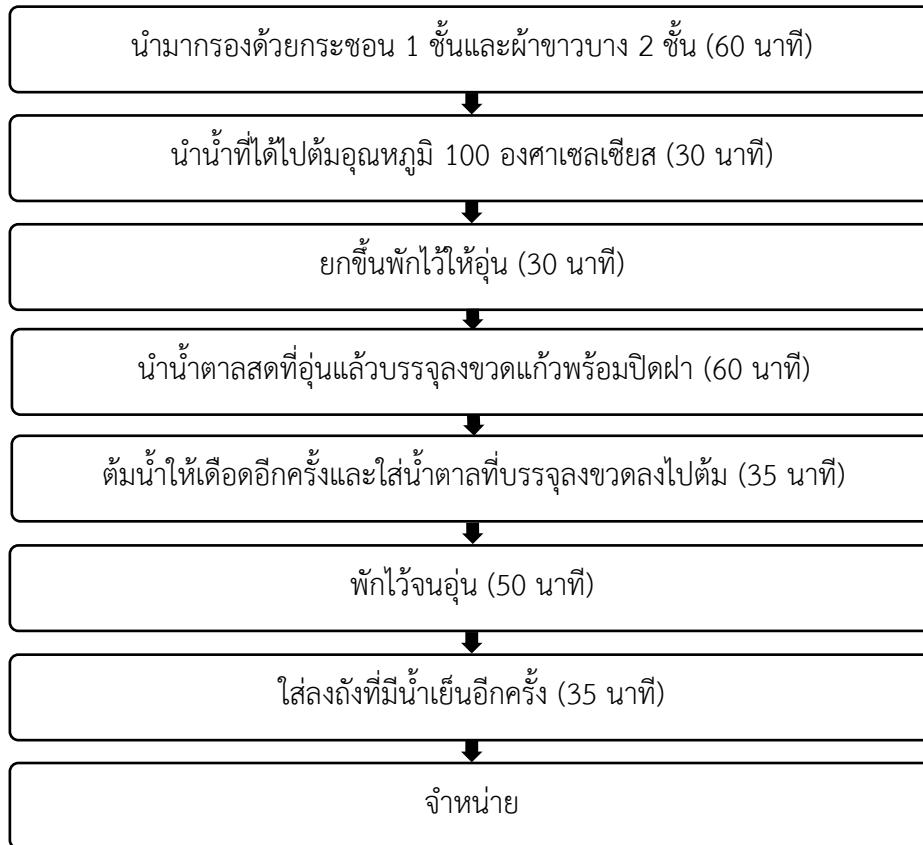 นำมากรองด้วยกระชอน 1 ชั้นและผ้าขาวบาง 2 ชั้น (60 นาที)
นำน้ำที่ได้ไปต้มอุณหภูมิ 100 องศาเซลเซียส (30 นาที)
ยกขึ้นพักไว้ให้อุ่น (30 นาที)
นำน้ำตาลสดที่อุ่นแล้วบรรจุลงขวดแก้วพร้อมปิดฝา (60 นาที)
ต้มน้ำให้เดือดอีกครั้งและใส่น้ำตาลที่บรรจุลงขวดลงไปต้ม (35 นาที)
พักไว้จนอุ่น (50 นาที)
ใส่ลงถังที่มีน้ำเย็นอีกครั้ง (35 นาที)
จำหน่าย